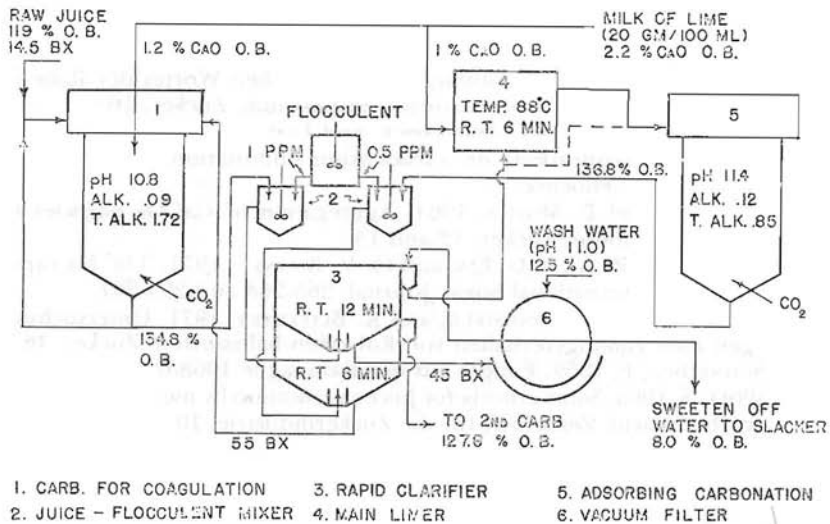 RAW JUICE
119 % O. B.
14.5 BX
1.2 % CAO O.B.
1 % CAO O.B.
MILK OF LIME
(20 GM/100 ML)
2.2 % CAO O.B.
1
FLOCCULENT
4
TEMP. 88°C
R. T. 6 MIN.
5
1 PPM
0.5 PPM
2
136.8% O.B.
pH 10.8
ALK. .09
T. ALK. 1.72
pH 11.4
ALK. .12
T. ALK. .85
WASH WATER
(pH 11.0)
12.5 % O.B.
3
R. T. 12 MIN.
R. T. 6 MIN.
6
CO2
CO2
134.8 %
O.B.
45 BX
55 BX
TO 2ND CARB
127.8 % O.B.
SWEETEN OFF
WATER TO SLACKER
8.0 % O.B.
1. CARB. FOR COAGULATION
2. JUICE - FLOCCULENT MIXER
3. RAPID CLARIFIER
4. MAIN LIMER
5. ADSORBING CARBONATION
6. VACUUM FILTER